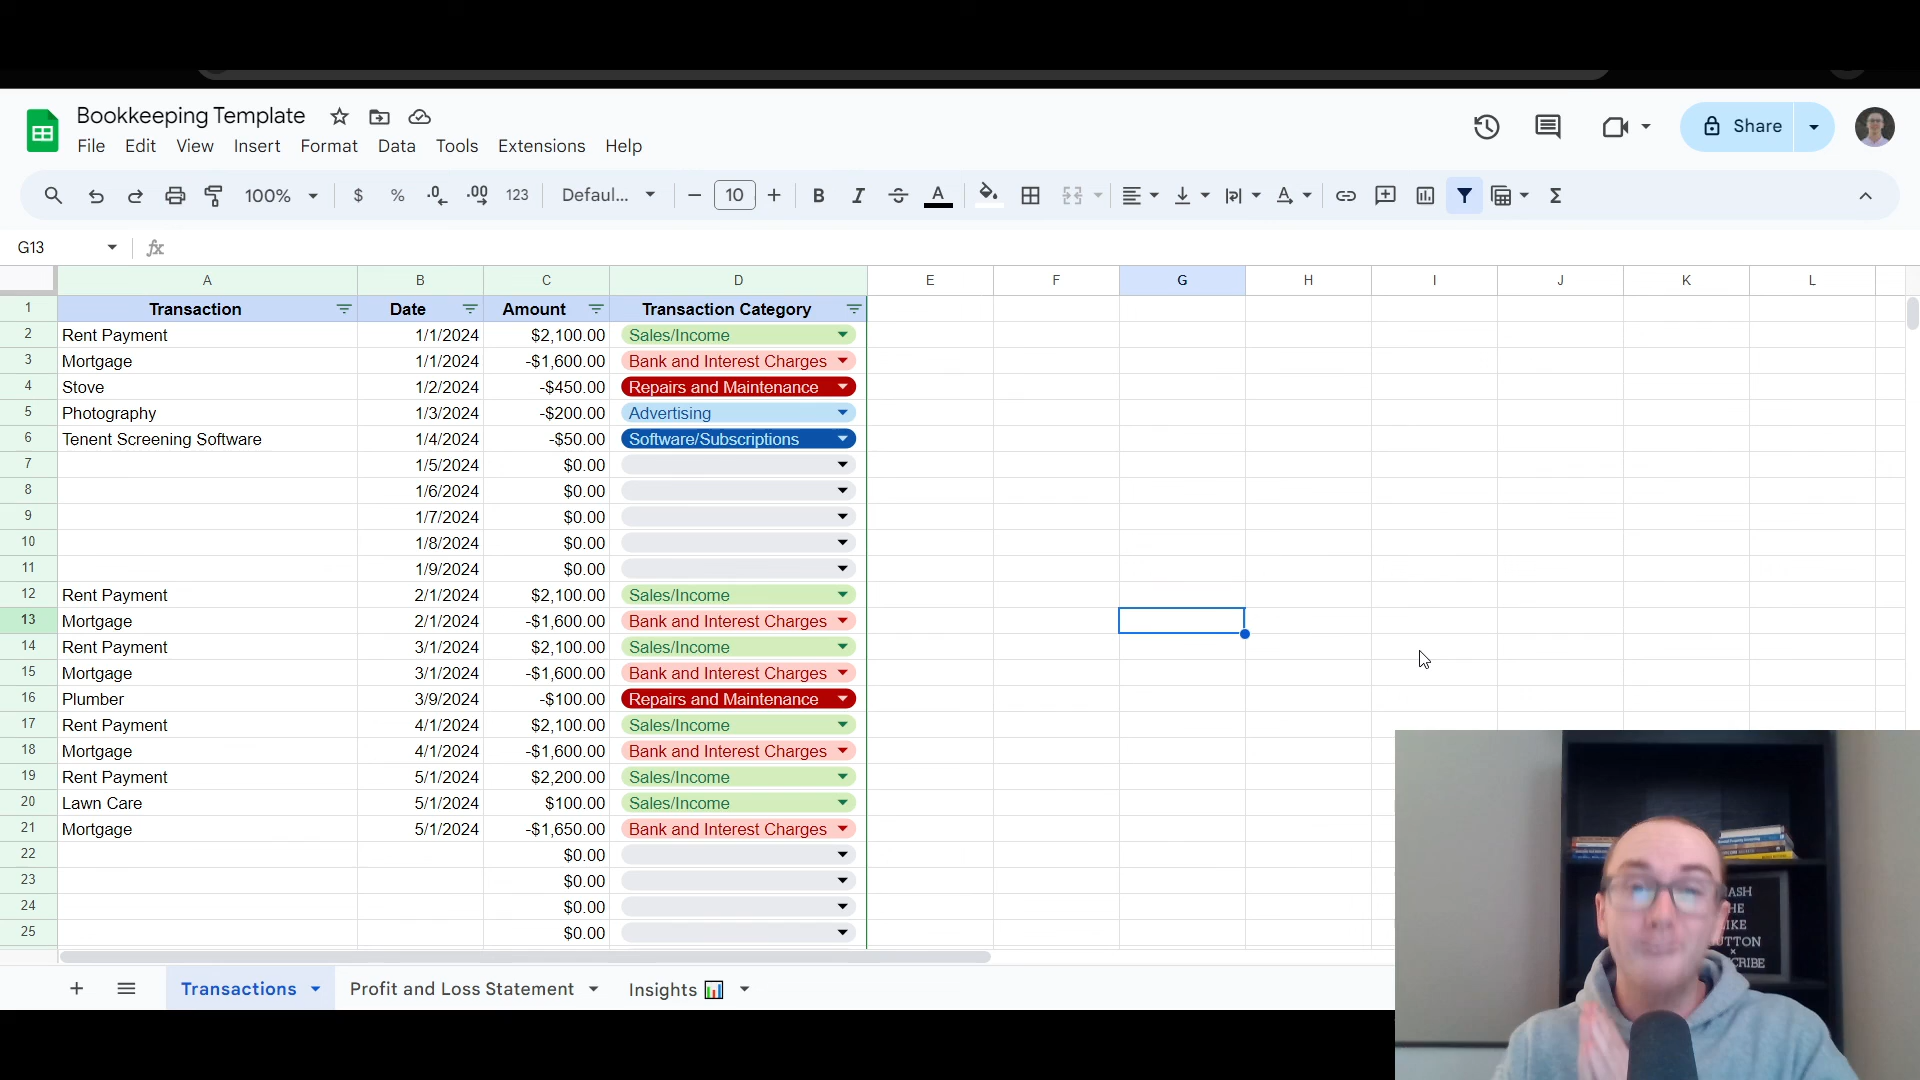 Bookkeeping Template
File Edit View Insert Format Data Tools Extensions Help
Share
100% $ % .0 .00 123 Defaul... 10 B I A
G13 fx
A B C D E F G H I J K L
1 Transaction Date Amount Transaction Category
2 Rent Payment 1/1/2024 $2,100.00 Sales/Income
3 Mortgage 1/1/2024 -$1,600.00 Bank and Interest Charges
4 Stove 1/2/2024 -$450.00 Repairs and Maintenance
5 Photography 1/3/2024 -$200.00 Advertising
6 Tenent Screening Software 1/4/2024 -$50.00 Software/Subscriptions
7 1/5/2024 $0.00
8 1/6/2024 $0.00
9 1/7/2024 $0.00
10 1/8/2024 $0.00
11 1/9/2024 $0.00
12 Rent Payment 2/1/2024 $2,100.00 Sales/Income
13 Mortgage 2/1/2024 -$1,600.00 Bank and Interest Charges
14 Rent Payment 3/1/2024 $2,100.00 Sales/Income
15 Mortgage 3/1/2024 -$1,600.00 Bank and Interest Charges
16 Plumber 3/9/2024 -$100.00 Repairs and Maintenance
17 Rent Payment 4/1/2024 $2,100.00 Sales/Income
18 Mortgage 4/1/2024 -$1,600.00 Bank and Interest Charges
19 Rent Payment 5/1/2024 $2,200.00 Sales/Income
20 Lawn Care 5/1/2024 $100.00 Sales/Income
21 Mortgage 5/1/2024 -$1,650.00 Bank and Interest Charges
22 $0.00
23 $0.00
24 $0.00
25 $0.00
Transactions Profit and Loss Statement Insights
ASH
HE
IKE
UTTON
×
CRIBE